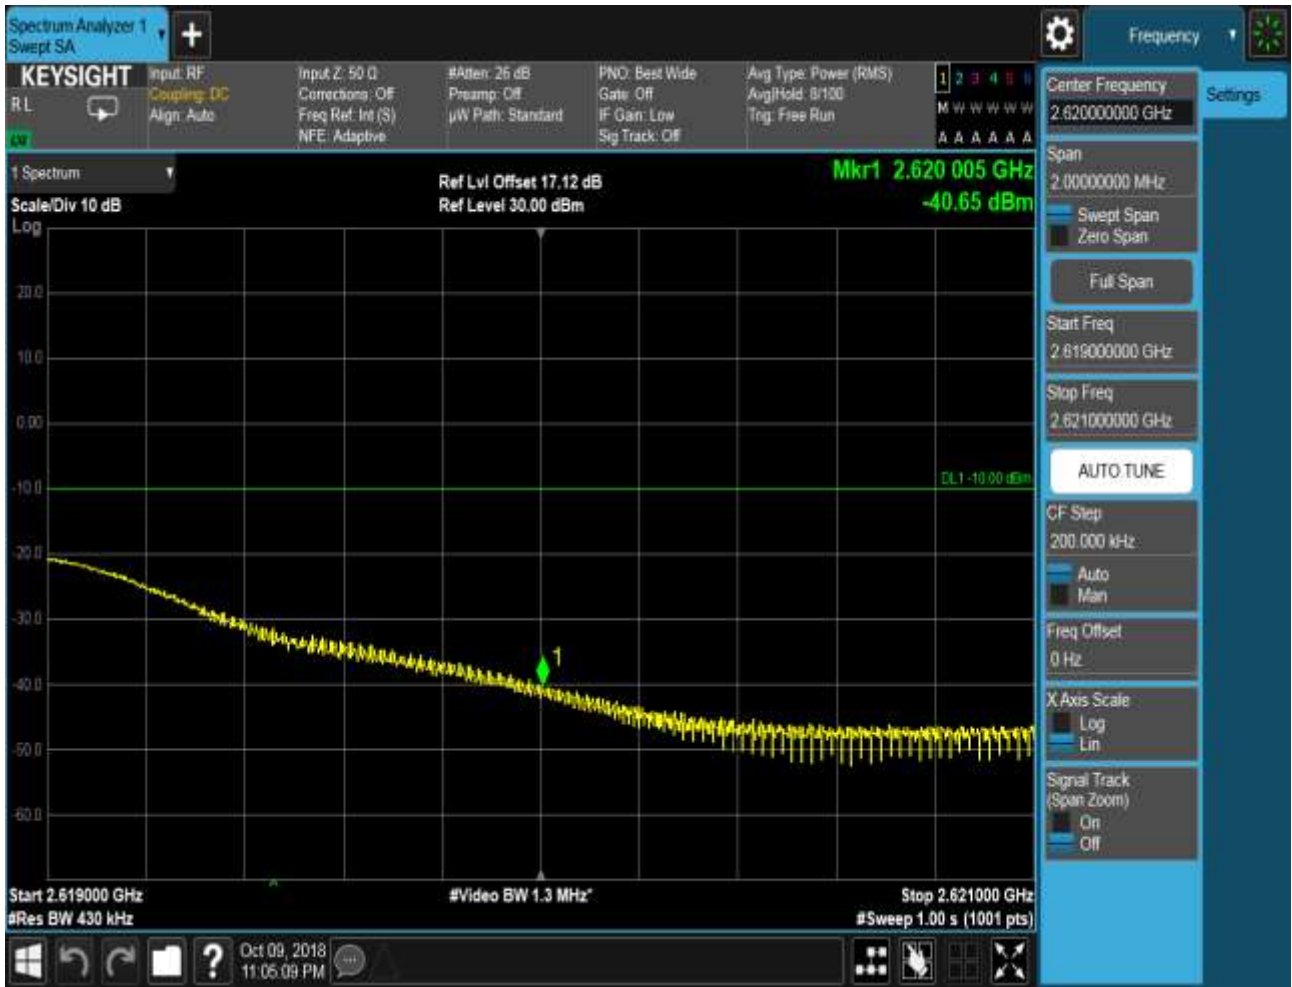 Spectrum Analyzer 1
Swept SA
+
Frequency
KEYSIGHT
R L
Input: RF
Coupling: DC
Align: Auto
Input Z: 50 Ω
Corrections: Off
Freq Ref: Int (S)
NFE: Adaptive
#Atten: 26 dB
Preamp: Off
µW Path: Standard
PNO: Best Wide
Gate: Off
IF Gain: Low
Sig Track: Off
Avg Type: Power (RMS)
Avg|Hold: 8/100
Trig: Free Run
1 2 3 4 5 6
M W W W W W
A A A A A A
1 Spectrum
Scale/Div 10 dB
Ref Lvl Offset 17.12 dB
Ref Level 30.00 dBm
Mkr1 2.620 005 GHz
-40.65 dBm
Log
20.0
10.0
0.00
-10.0
-20.0
-30.0
-40.0
-50.0
-60.0
DL1 -10.00 dBm
1
Start 2.619000 GHz
#Res BW 430 kHz
#Video BW 1.3 MHz*
Stop 2.621000 GHz
#Sweep 1.00 s (1001 pts)
Center Frequency
2.620000000 GHz
Settings
Span
2.00000000 MHz
Swept Span
Zero Span
Full Span
Start Freq
2.619000000 GHz
Stop Freq
2.621000000 GHz
AUTO TUNE
CF Step
200.000 kHz
Auto
Man
Freq Offset
0 Hz
X Axis Scale
Log
Lin
Signal Track
(Span Zoom)
On
Off
?
Oct 09, 2018
11:05:09 PM